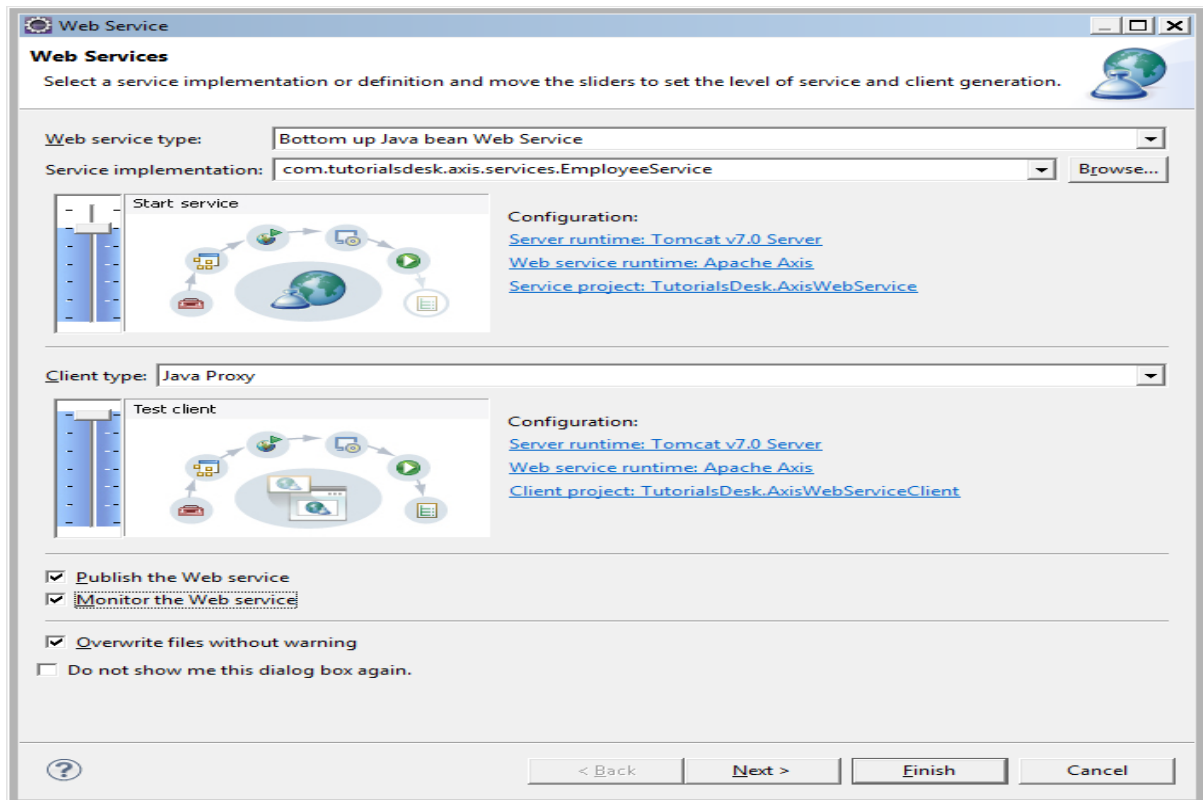 Web Service
Web Services
Select a service implementation or definition and move the sliders to set the level of service and client generation.
Web service type: Bottom up Java bean Web Service
Service implementation: com.tutorialsdesk.axis.services.EmployeeService Browse...
Start service
Configuration:
Server runtime: Tomcat v7.0 Server
Web service runtime: Apache Axis
Service project: TutorialsDesk.AxisWebService
Client type: Java Proxy
Test client
Configuration:
Server runtime: Tomcat v7.0 Server
Web service runtime: Apache Axis
Client project: TutorialsDesk.AxisWebServiceClient
Publish the Web service
Monitor the Web service
Overwrite files without warning
Do not show me this dialog box again.
? < Back Next > Finish Cancel